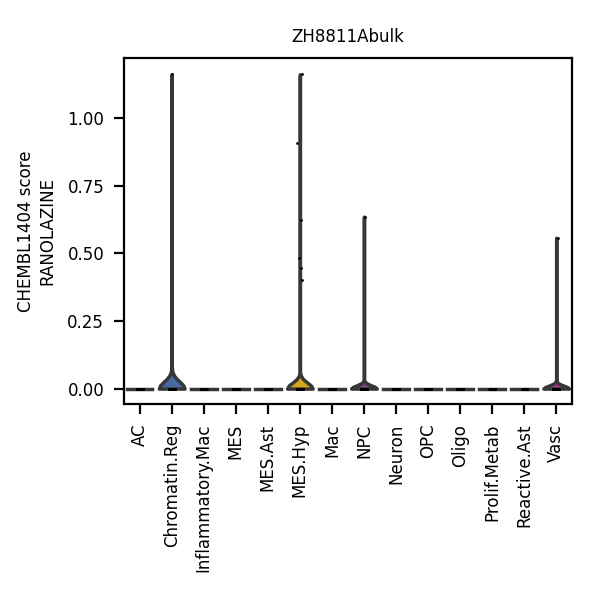 ZH8811Abulk
CHEMBL1404 score
RANOLAZINE
1.00
0.75
0.50
0.25
0.00
AC
Chromatin.Reg
Inflammatory.Mac
MES
MES.Ast
MES.Hyp
Mac
NPC
Neuron
OPC
Oligo
Prolif.Metab
Reactive.Ast
Vasc